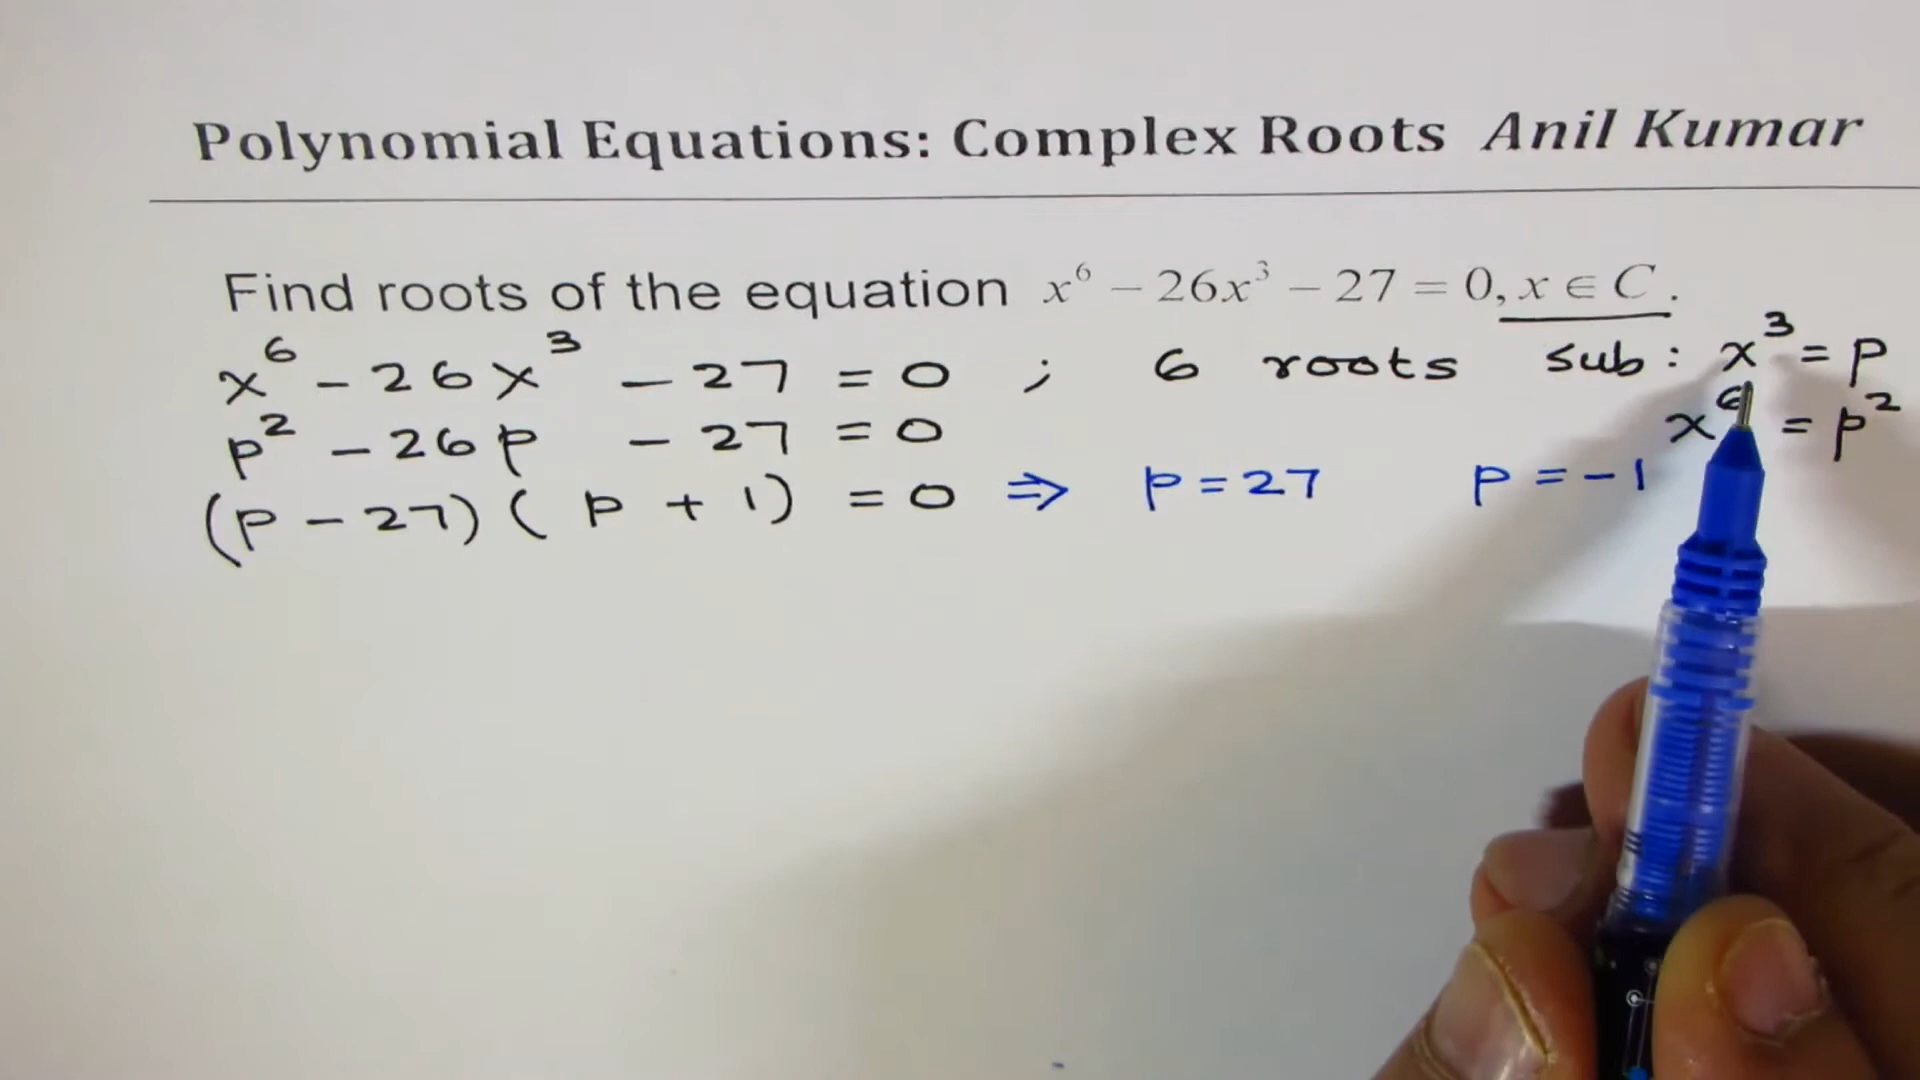 Polynomial Equations: Complex Roots Anil Kumar
Find roots of the equation x⁶ − 26x³ − 27 = 0, x ∈ C.
x⁶ − 26x³ − 27 = 0 ; 6 roots sub: x³ = p
p² − 26p − 27 = 0 x⁶ = p²
(p − 27)(p + 1) = 0 ⇒ p = 27 p = −1